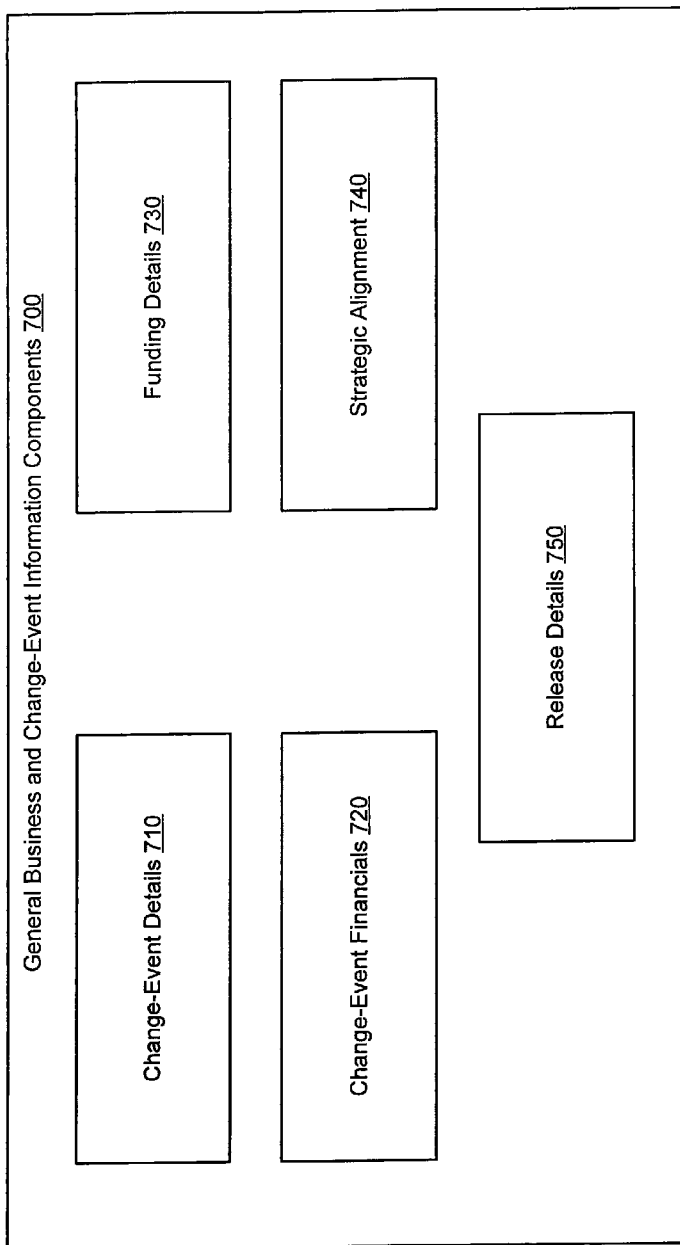 General Business and Change-Event Information Components 700
Change-Event Details 710
Funding Details 730
Change-Event Financials 720
Strategic Alignment 740
Release Details 750